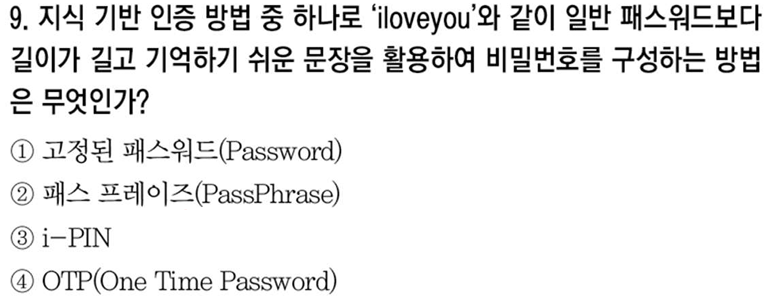 9. 지식 기반 인증 방법 중 하나로 ‘iloveyou’와 같이 일반 패스워드보다
길이가 길고 기억하기 쉬운 문장을 활용하여 비밀번호를 구성하는 방법
은 무엇인가?
① 고정된 패스워드(Password)
② 패스 프레이즈(PassPhrase)
③ i-PIN
④ OTP(One Time Password)